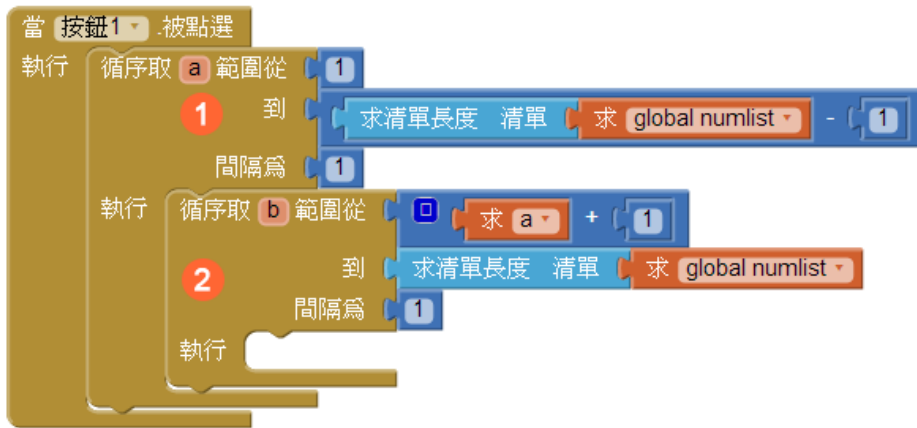 當 按鈕1 .被點選
執行 循序取 a 範圍從 1
1 到 求清單長度 清單 求 global numlist - 1
間隔為 1
執行 循序取 b 範圍從 求 a + 1
2 到 求清單長度 清單 求 global numlist
間隔為 1
執行